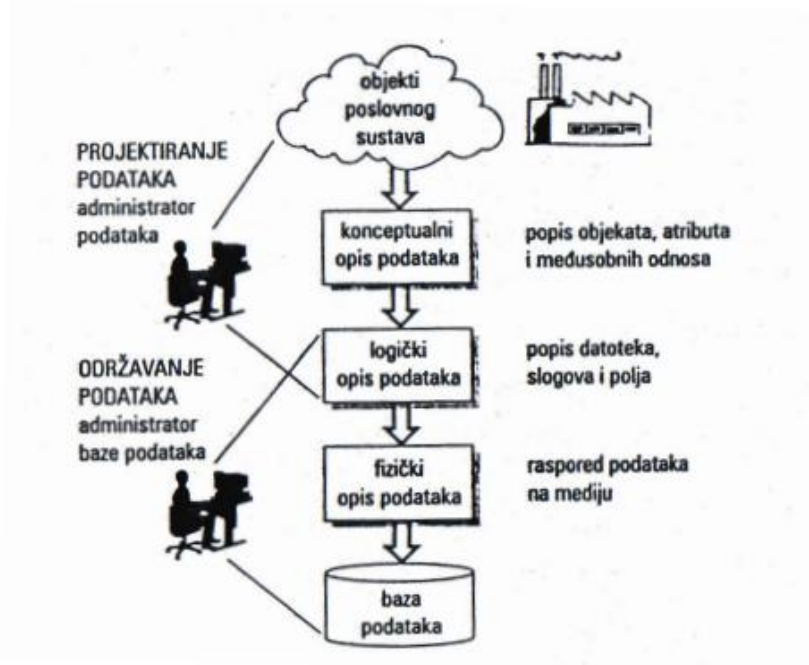 objekti
poslovnog
sustava
PROJEKTIRANJE
PODATAKA
administrator
podataka
konceptualni
opis podataka
popis objekata, atributa
i međusobnih odnosa
logički
opis podataka
popis datoteka,
slogova i polja
ODRŽAVANJE
PODATAKA
administrator
baze podataka
fizički
opis podataka
raspored podataka
na mediju
baza
podataka